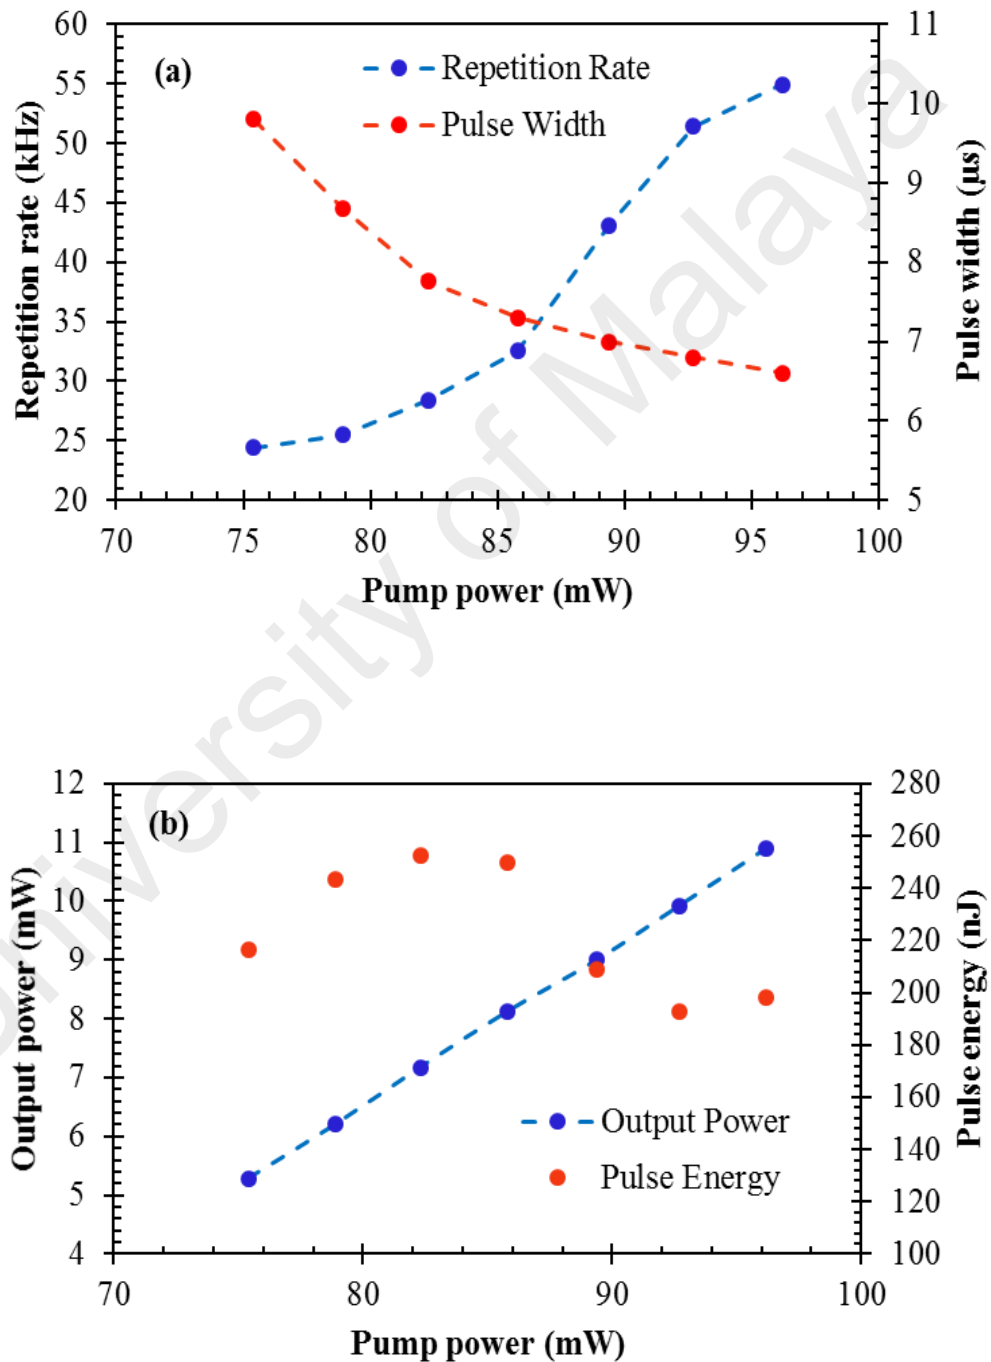 (a)
Repetition Rate
Pulse Width
60
55
50
45
40
35
30
25
20
11
10
9
8
7
6
5
70 75 80 85 90 95 100
Repetition rate (kHz)
Pulse width (µs)
Pump power (mW)
University of Malaya
(b)
12
11
10
9
8
7
6
5
4
280
260
240
220
200
180
160
140
120
100
Output Power
Pulse Energy
70 80 90 100
Output power (mW)
Pulse energy (nJ)
Pump power (mW)